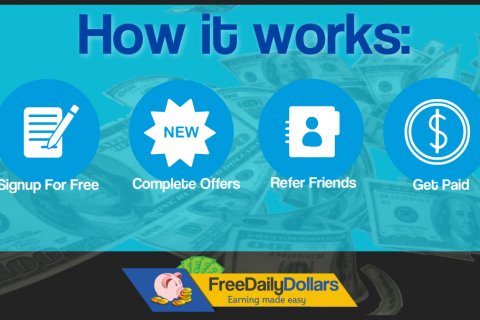 How it works:
NEW
Signup For Free
Complete Offers
Refer Friends
Get Paid
FreeDailyDollars
Earning made easy